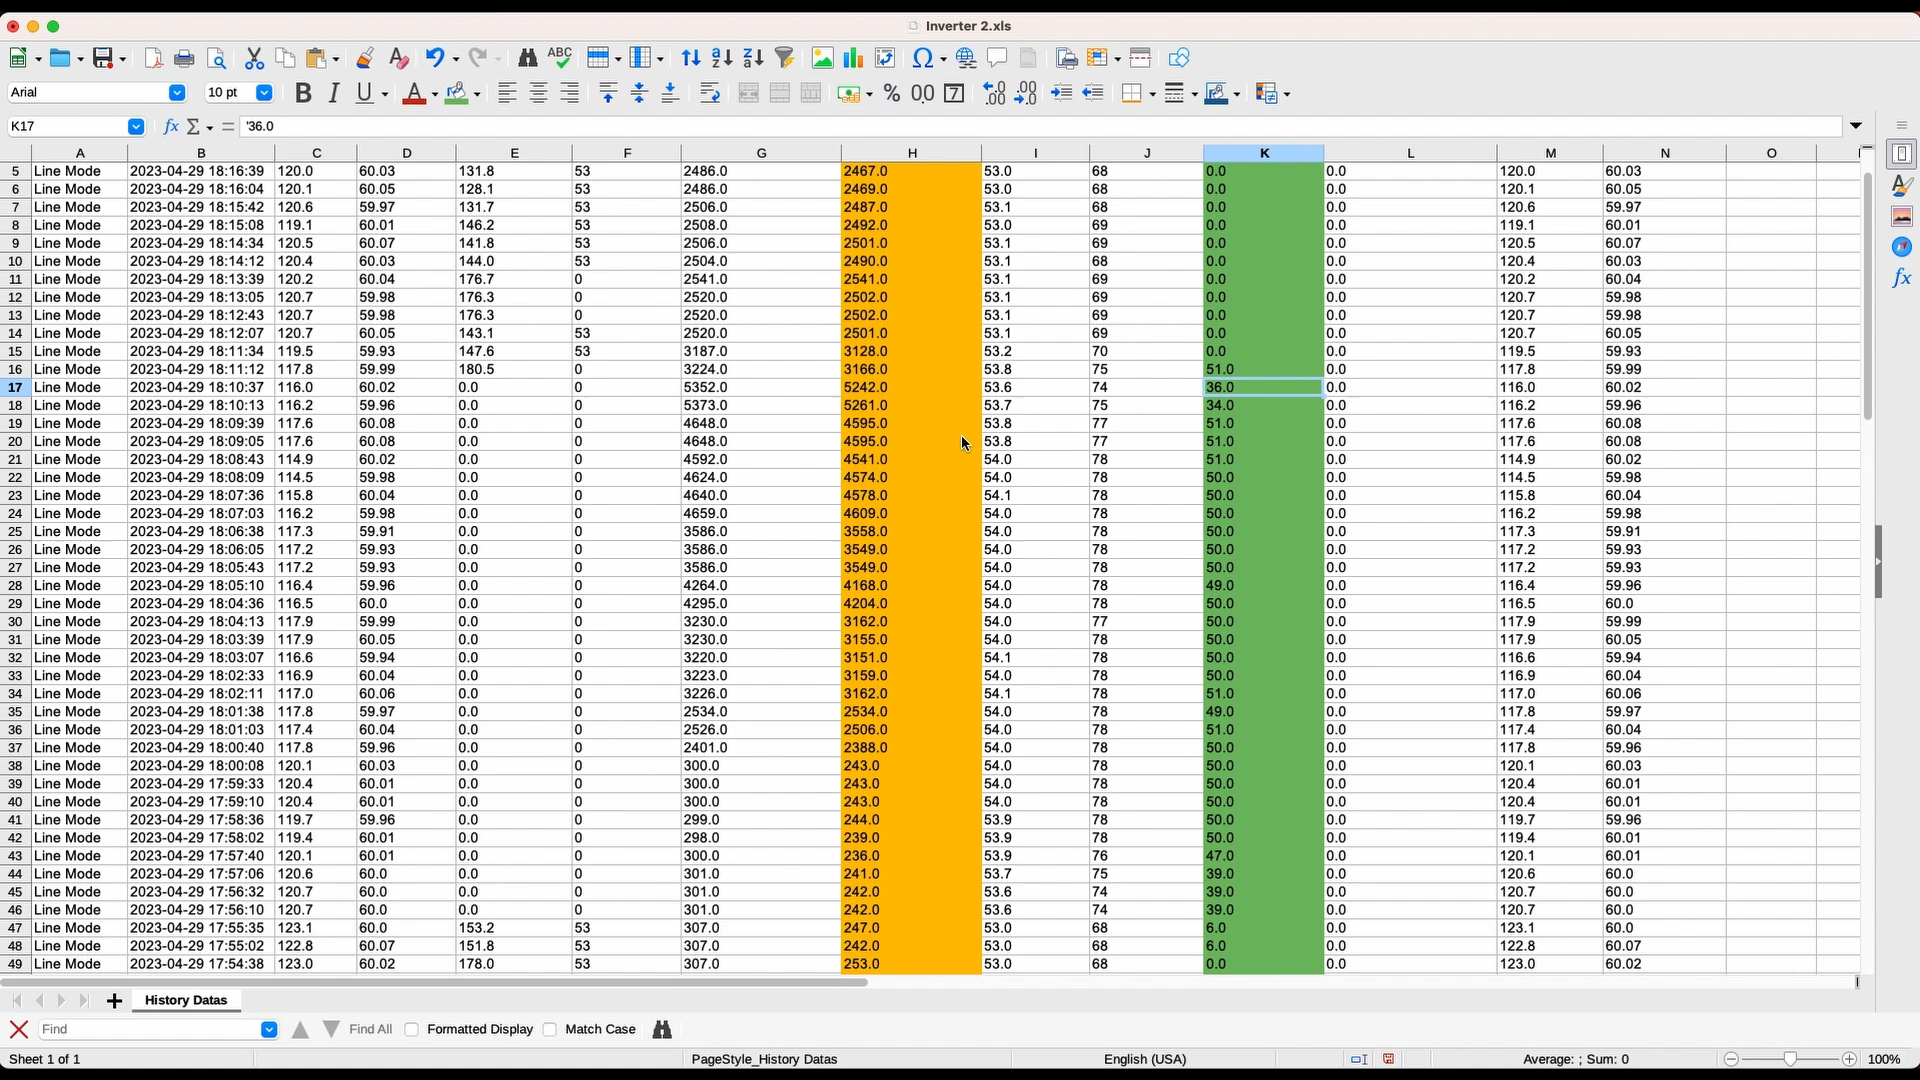 Inverter 2.xls
ABC
Arial 10 pt B I U A % 0.0 7 .00 .00
K17 fx Σ = '36.0
A B C D E F G H I J K L M N O
5 Line Mode 2023-04-29 18:16:39 120.0 60.03 131.8 53 2486.0 2467.0 53.0 68 0.0 0.0 120.0 60.03
6 Line Mode 2023-04-29 18:16:04 120.1 60.05 128.1 53 2486.0 2469.0 53.0 68 0.0 0.0 120.1 60.05
7 Line Mode 2023-04-29 18:15:42 120.6 59.97 131.7 53 2506.0 2487.0 53.1 68 0.0 0.0 120.6 59.97
8 Line Mode 2023-04-29 18:15:08 119.1 60.01 146.2 53 2508.0 2492.0 53.0 69 0.0 0.0 119.1 60.01
9 Line Mode 2023-04-29 18:14:34 120.5 60.07 141.8 53 2506.0 2501.0 53.1 69 0.0 0.0 120.5 60.07
10 Line Mode 2023-04-29 18:14:12 120.4 60.03 144.0 53 2504.0 2490.0 53.1 68 0.0 0.0 120.4 60.03
11 Line Mode 2023-04-29 18:13:39 120.2 60.04 176.7 0 2541.0 2541.0 53.1 69 0.0 0.0 120.2 60.04
12 Line Mode 2023-04-29 18:13:05 120.7 59.98 176.3 0 2520.0 2502.0 53.1 69 0.0 0.0 120.7 59.98
13 Line Mode 2023-04-29 18:12:43 120.7 59.98 176.3 0 2520.0 2502.0 53.1 69 0.0 0.0 120.7 59.98
14 Line Mode 2023-04-29 18:12:07 120.7 60.05 143.1 53 2520.0 2501.0 53.1 69 0.0 0.0 120.7 60.05
15 Line Mode 2023-04-29 18:11:34 119.5 59.93 147.6 53 3187.0 3128.0 53.2 70 0.0 0.0 119.5 59.93
16 Line Mode 2023-04-29 18:11:12 117.8 59.99 180.5 0 3224.0 3166.0 53.8 75 51.0 0.0 117.8 59.99
17 Line Mode 2023-04-29 18:10:37 116.0 60.02 0.0 0 5352.0 5242.0 53.6 74 36.0 0.0 116.0 60.02
18 Line Mode 2023-04-29 18:10:13 116.2 59.96 0.0 0 5373.0 5261.0 53.7 75 34.0 0.0 116.2 59.96
19 Line Mode 2023-04-29 18:09:39 117.6 60.08 0.0 0 4648.0 4595.0 53.8 77 51.0 0.0 117.6 60.08
20 Line Mode 2023-04-29 18:09:05 117.6 60.08 0.0 0 4648.0 4595.0 53.8 77 51.0 0.0 117.6 60.08
21 Line Mode 2023-04-29 18:08:43 114.9 60.02 0.0 0 4592.0 4541.0 54.0 78 51.0 0.0 114.9 60.02
22 Line Mode 2023-04-29 18:08:09 114.5 59.98 0.0 0 4624.0 4574.0 54.0 78 50.0 0.0 114.5 59.98
23 Line Mode 2023-04-29 18:07:36 115.8 60.04 0.0 0 4640.0 4578.0 54.1 78 50.0 0.0 115.8 60.04
24 Line Mode 2023-04-29 18:07:03 116.2 59.98 0.0 0 4659.0 4609.0 54.0 78 50.0 0.0 116.2 59.98
25 Line Mode 2023-04-29 18:06:38 117.3 59.91 0.0 0 3586.0 3558.0 54.0 78 50.0 0.0 117.3 59.91
26 Line Mode 2023-04-29 18:06:05 117.2 59.93 0.0 0 3586.0 3549.0 54.0 78 50.0 0.0 117.2 59.93
27 Line Mode 2023-04-29 18:05:43 117.2 59.93 0.0 0 3586.0 3549.0 54.0 78 50.0 0.0 117.2 59.93
28 Line Mode 2023-04-29 18:05:10 116.4 59.96 0.0 0 4264.0 4168.0 54.0 78 49.0 0.0 116.4 59.96
29 Line Mode 2023-04-29 18:04:36 116.5 60.0 0.0 0 4295.0 4204.0 54.0 78 50.0 0.0 116.5 60.0
30 Line Mode 2023-04-29 18:04:13 117.9 59.99 0.0 0 3230.0 3162.0 54.0 77 50.0 0.0 117.9 59.99
31 Line Mode 2023-04-29 18:03:39 117.9 60.05 0.0 0 3230.0 3155.0 54.0 78 50.0 0.0 117.9 60.05
32 Line Mode 2023-04-29 18:03:07 116.6 59.94 0.0 0 3220.0 3151.0 54.1 78 50.0 0.0 116.6 59.94
33 Line Mode 2023-04-29 18:02:33 116.9 60.04 0.0 0 3223.0 3159.0 54.0 78 50.0 0.0 116.9 60.04
34 Line Mode 2023-04-29 18:02:11 117.0 60.06 0.0 0 3226.0 3162.0 54.1 78 51.0 0.0 117.0 60.06
35 Line Mode 2023-04-29 18:01:38 117.8 59.97 0.0 0 2534.0 2534.0 54.0 78 49.0 0.0 117.8 59.97
36 Line Mode 2023-04-29 18:01:03 117.4 60.04 0.0 0 2526.0 2506.0 54.0 78 51.0 0.0 117.4 60.04
37 Line Mode 2023-04-29 18:00:40 117.8 59.96 0.0 0 2401.0 2388.0 54.0 78 50.0 0.0 117.8 59.96
38 Line Mode 2023-04-29 18:00:08 120.1 60.03 0.0 0 300.0 243.0 54.0 78 50.0 0.0 120.1 60.03
39 Line Mode 2023-04-29 17:59:33 120.4 60.01 0.0 0 300.0 243.0 54.0 78 50.0 0.0 120.4 60.01
40 Line Mode 2023-04-29 17:59:10 120.4 60.01 0.0 0 300.0 243.0 54.0 78 50.0 0.0 120.4 60.01
41 Line Mode 2023-04-29 17:58:36 119.7 59.96 0.0 0 299.0 244.0 53.9 78 50.0 0.0 119.7 59.96
42 Line Mode 2023-04-29 17:58:02 119.4 60.01 0.0 0 298.0 239.0 53.9 78 50.0 0.0 119.4 60.01
43 Line Mode 2023-04-29 17:57:40 120.1 60.01 0.0 0 300.0 236.0 53.9 76 47.0 0.0 120.1 60.01
44 Line Mode 2023-04-29 17:57:06 120.6 60.0 0.0 0 301.0 241.0 53.7 75 39.0 0.0 120.6 60.0
45 Line Mode 2023-04-29 17:56:32 120.7 60.0 0.0 0 301.0 242.0 53.6 74 39.0 0.0 120.7 60.0
46 Line Mode 2023-04-29 17:56:10 120.7 60.0 0.0 0 301.0 242.0 53.6 74 39.0 0.0 120.7 60.0
47 Line Mode 2023-04-29 17:55:35 123.1 60.0 153.2 53 307.0 247.0 53.0 68 6.0 0.0 123.1 60.0
48 Line Mode 2023-04-29 17:55:02 122.8 60.07 151.8 53 307.0 242.0 53.0 68 6.0 0.0 122.8 60.07
49 Line Mode 2023-04-29 17:54:38 123.0 60.02 178.0 53 307.0 253.0 53.0 68 0.0 0.0 123.0 60.02
History Datas
Find Find All Formatted Display Match Case
Sheet 1 of 1 PageStyle_History Datas English (USA) Average: ; Sum: 0 100%